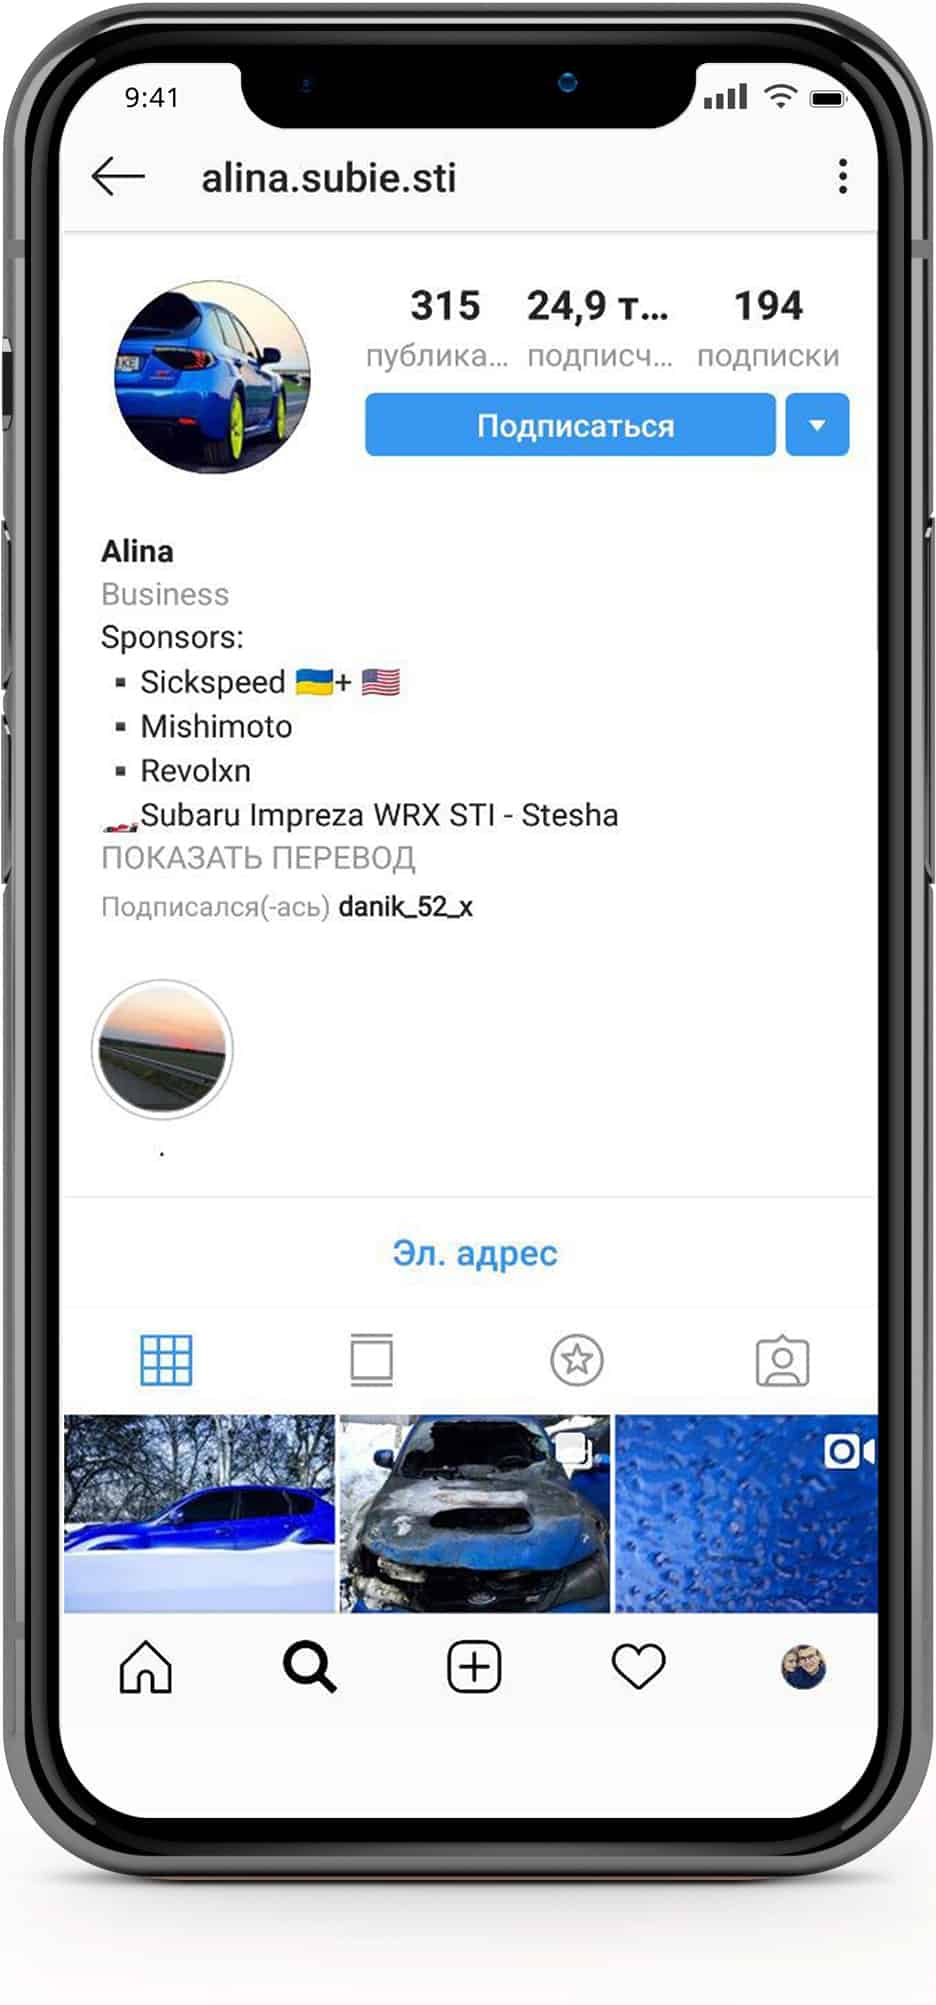 9:41
alina.subie.sti
315 24,9 т... 194
публика... подписч... подписки
Подписаться
Alina
Business
Sponsors:
▪ Sickspeed 🇺🇦+ 🇺🇸
▪ Mishimoto
▪ Revolxn
🏎Subaru Impreza WRX STI - Stesha
ПОКАЗАТЬ ПЕРЕВОД
Подписался(-ась) danik_52_x
.
Эл. адрес